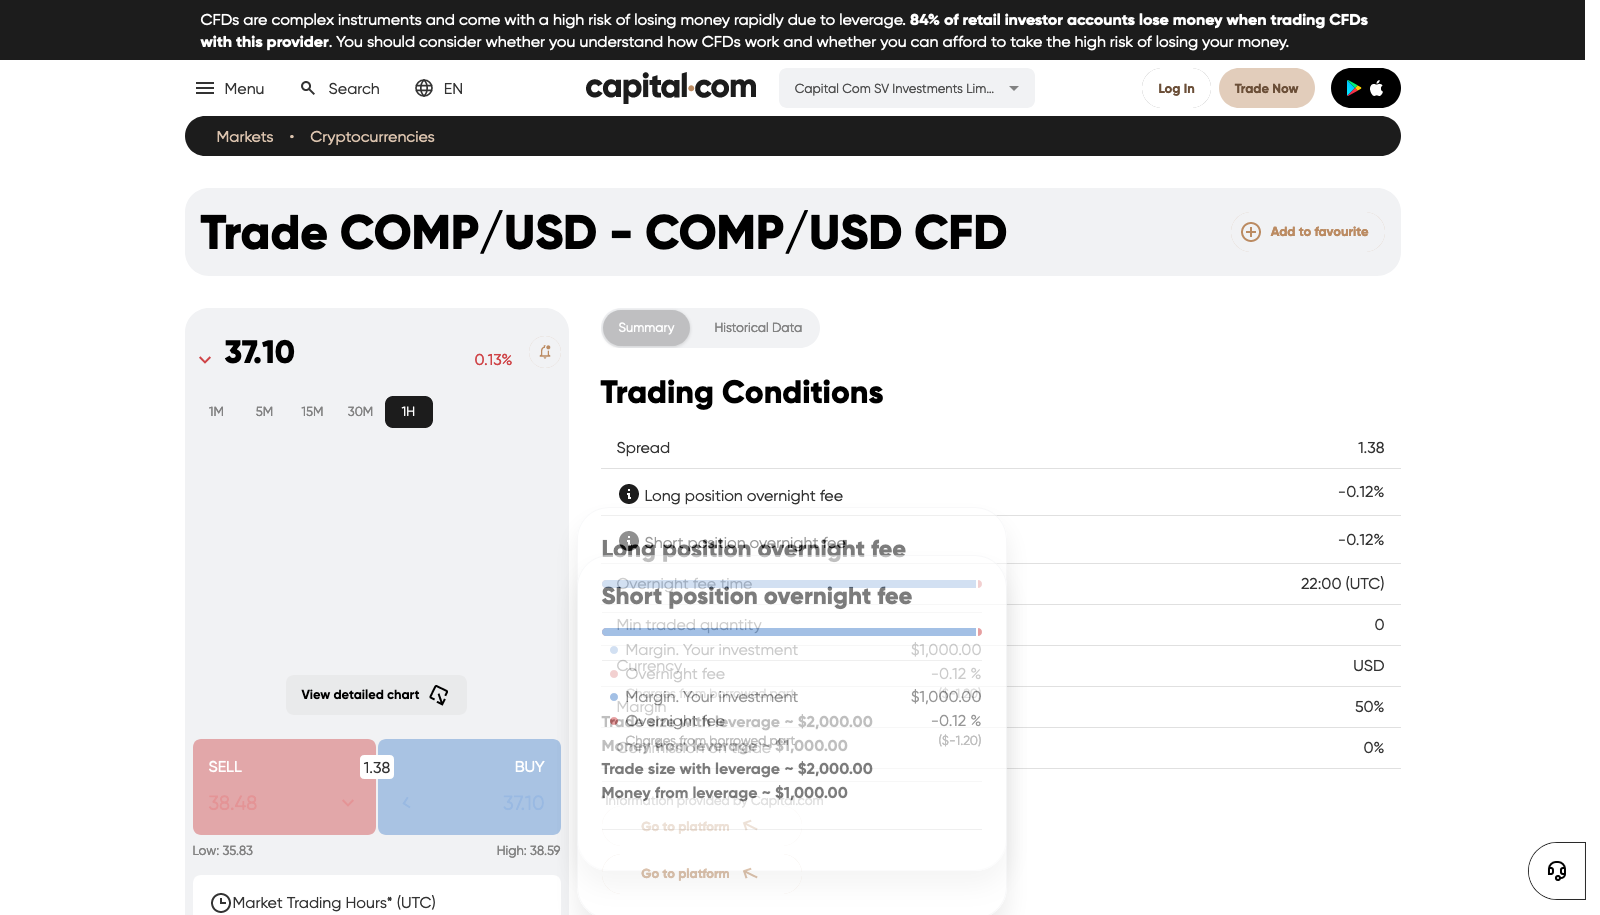 CFDs are complex instruments and come with a high risk of losing money rapidly due to leverage. 84% of retail investor accounts lose money when trading CFDs
with this provider. You should consider whether you understand how CFDs work and whether you can afford to take the high risk of losing your money.
Menu Search EN capital.com Capital Com SV Investments Lim... Log In Trade Now
Markets • Cryptocurrencies
Trade COMP/USD - COMP/USD CFD
Add to favourite
37.10 0.13%
1M 5M 15M 30M 1H
View detailed chart
SELL 1.38 BUY
38.48 37.10
Low: 35.83 High: 38.59
Market Trading Hours* (UTC)
Summary Historical Data
Trading Conditions
Spread 1.38
Long position overnight fee -0.12%
Short position overnight fee -0.12%
Long position overnight fee
Overnight fee time 22:00 (UTC)
Short position overnight fee
Min traded quantity 0
Margin. Your investment $1,000.00
Currency USD
Overnight fee -0.12 %
Margin. Your investment $1,000.00
Margin 50%
Overnight fee -0.12 %
Trade size with leverage ~ $2,000.00
Charges from borrowed part ($-1.20)
Money from leverage ~ $1,000.00
Commission on trade 0%
Trade size with leverage ~ $2,000.00
Money from leverage ~ $1,000.00
Information provided by Capital.com
Go to platform
Go to platform